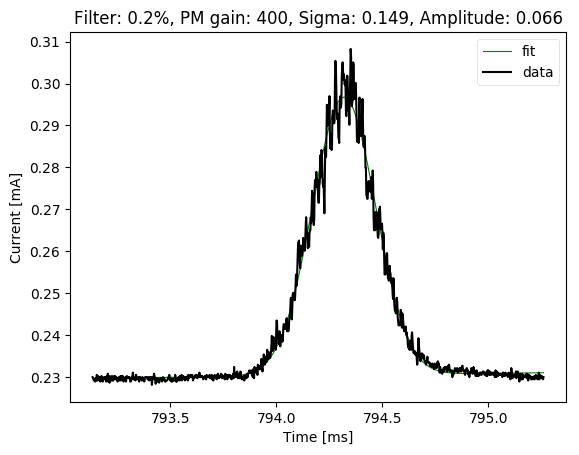 Filter: 0.2%, PM gain: 400, Sigma: 0.149, Amplitude: 0.066
fit
data
Current [mA]
0.31
0.30
0.29
0.28
0.27
0.26
0.25
0.24
0.23
793.5 794.0 794.5 795.0
Time [ms]